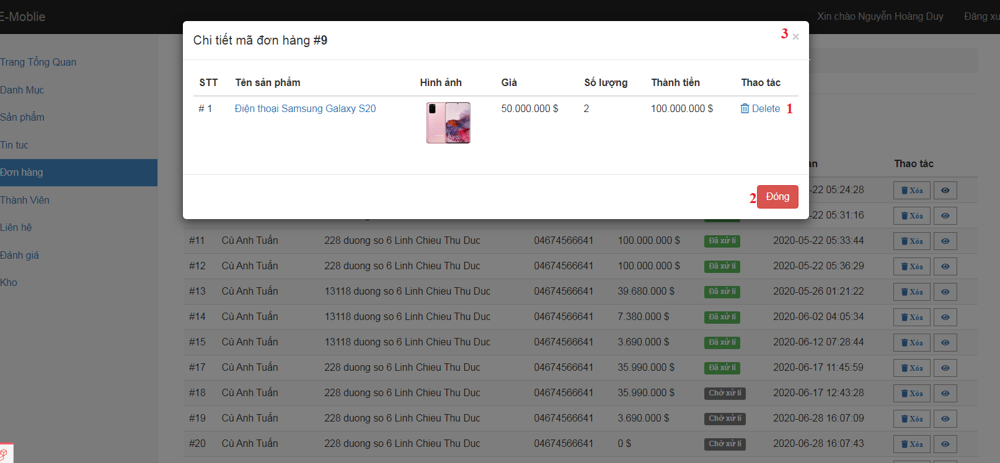 E-Moblie
Xin chào Nguyễn Hoàng Duy
Đăng xu
Trang Tổng Quan
Danh Mục
Sản phẩm
Tin tuc
Đơn hàng
Thành Viên
Liên hệ
Đánh giá
Kho
Chi tiết mã đơn hàng #9
3 ×
STT Tên sản phẩm Hình ảnh Giá Số lượng Thành tiền Thao tác
# 1 Điện thoại Samsung Galaxy S20 50.000.000 $ 2 100.000.000 $ Delete 1
2 Đóng
an Thao tác
-22 05:24:28 Xóa
-22 05:31:16 Xóa
#11 Cù Anh Tuấn 228 duong so 6 Linh Chieu Thu Duc 04674566641 100.000.000 $ Đã xử lí 2020-05-22 05:33:44 Xóa
#12 Cù Anh Tuấn 228 duong so 6 Linh Chieu Thu Duc 04674566641 100.000.000 $ Đã xử lí 2020-05-22 05:36:29 Xóa
#13 Cù Anh Tuấn 13118 duong so 6 Linh Chieu Thu Duc 04674566641 39.680.000 $ Đã xử lí 2020-05-26 01:21:22 Xóa
#14 Cù Anh Tuấn 13118 duong so 6 Linh Chieu Thu Duc 04674566641 7.380.000 $ Đã xử lí 2020-06-02 04:05:34 Xóa
#15 Cù Anh Tuấn 13118 duong so 6 Linh Chieu Thu Duc 04674566641 3.690.000 $ Đã xử lí 2020-06-12 07:28:44 Xóa
#17 Cù Anh Tuấn 228 duong so 6 Linh Chieu Thu Duc 04674566641 35.990.000 $ Đã xử lí 2020-06-17 11:45:59 Xóa
#18 Cù Anh Tuấn 228 duong so 6 Linh Chieu Thu Duc 04674566641 35.990.000 $ Chờ xử lí 2020-06-17 12:43:28 Xóa
#19 Cù Anh Tuấn 228 duong so 6 Linh Chieu Thu Duc 04674566641 3.690.000 $ Chờ xử lí 2020-06-28 16:07:09 Xóa
#20 Cù Anh Tuấn 228 duong so 6 Linh Chieu Thu Duc 04674566641 0 $ Chờ xử lí 2020-06-28 16:07:43 Xóa